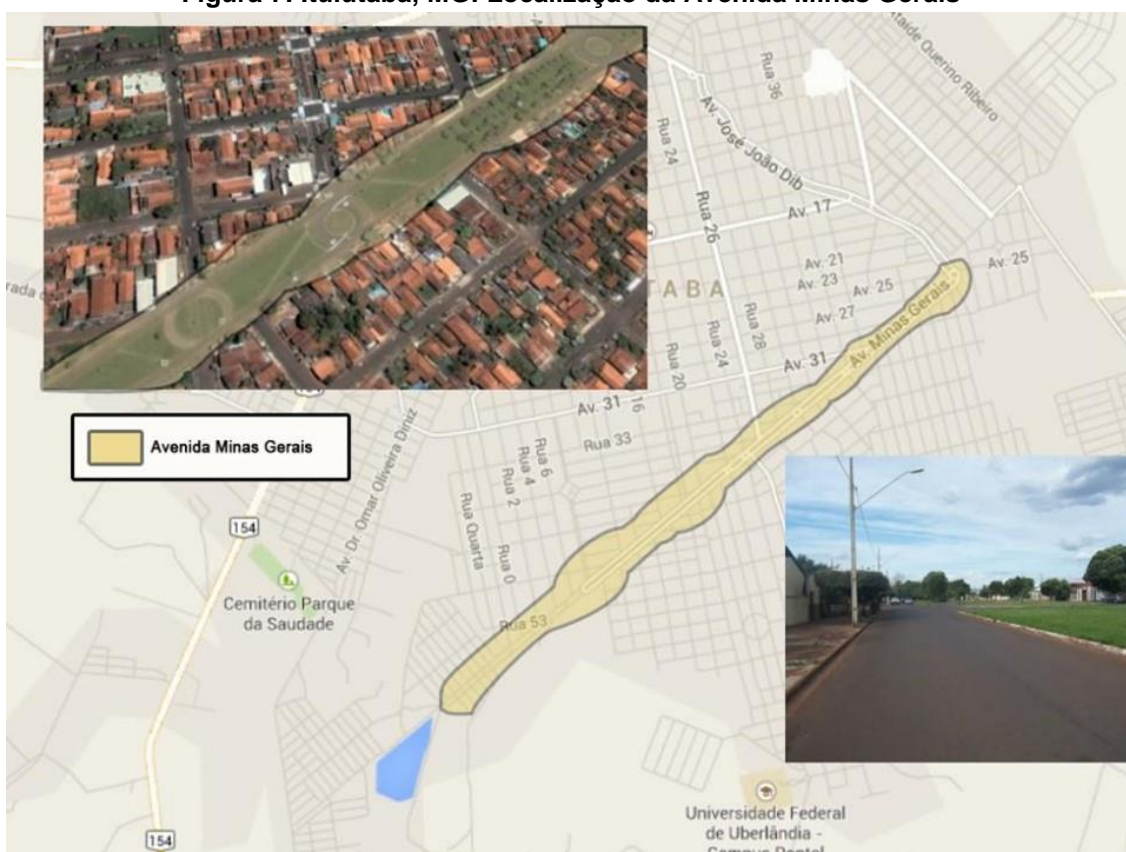 Ituiutaba, MG: Localização da Avenida Minas Gerais
Querino Ribeiro
Rua 36
Av. José João Dib
Rua 24
Rua 26
Av. 17
Av. 21
Av. 23
Av. 25
Av. 25
Av. 27
TABA
Av. Minas Gerais
Rua 28
Rua 24
Rua 20
Av. 31
Av. 31
16
Rua 33
Rua 6
Rua 4
Rua 2
Rua 0
Rua Quarta
Av. Dr. Omar Oliveira Diniz
Avenida Minas Gerais
154
Cemitério Parque
da Saudade
Rua 53
Universidade Federal
de Uberlândia -
Campus Pontal
154